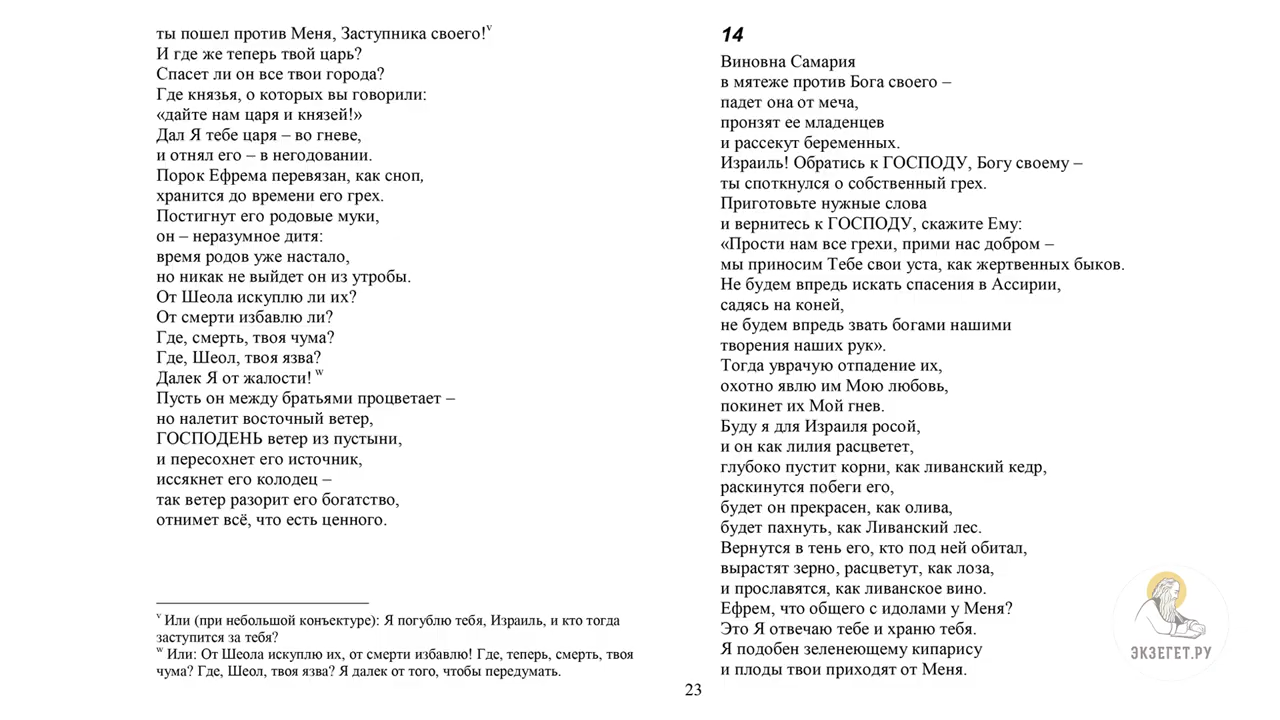 ты пошел против Меня, Заступника своего!v
И где же теперь твой царь?
Спасет ли он все твои города?
Где князья, о которых вы говорили:
«дайте нам царя и князей!»
Дал Я тебе царя – во гневе,
и отнял его – в негодовании.
Порок Ефрема перевязан, как сноп,
хранится до времени его грех.
Постигнут его родовые муки,
он – неразумное дитя:
время родов уже настало,
но никак не выйдет он из утробы.
От Шеола искуплю ли их?
От смерти избавлю ли?
Где, смерть, твоя чума?
Где, Шеол, твоя язва?
Далек Я от жалости! w
Пусть он между братьями процветает –
но налетит восточный ветер,
ГОСПОДЕНЬ ветер из пустыни,
и пересохнет его источник,
иссякнет его колодец –
так ветер разорит его богатство,
отнимет всё, что есть ценного.
v Или (при небольшой конъектуре): Я погублю тебя, Израиль, и кто тогда
заступится за тебя?
w Или: От Шеола искуплю их, от смерти избавлю! Где, теперь, смерть, твоя
чума? Где, Шеол, твоя язва? Я далек от того, чтобы передумать.
14
Виновна Самария
в мятеже против Бога своего –
падет она от меча,
пронзят ее младенцев
и рассекут беременных.
Израиль! Обратись к ГОСПОДУ, Богу своему –
ты споткнулся о собственный грех.
Приготовьте нужные слова
и вернитесь к ГОСПОДУ, скажите Ему:
«Прости нам все грехи, прими нас добром –
мы приносим Тебе свои уста, как жертвенных быков.
Не будем впредь искать спасения в Ассирии,
садясь на коней,
не будем впредь звать богами нашими
творения наших рук».
Тогда уврачую отпадение их,
охотно явлю им Мою любовь,
покинет их Мой гнев.
Буду я для Израиля росой,
и он как лилия расцветет,
глубоко пустит корни, как ливанский кедр,
раскинутся побеги его,
будет он прекрасен, как олива,
будет пахнуть, как Ливанский лес.
Вернутся в тень его, кто под ней обитал,
вырастят зерно, расцветут, как лоза,
и прославятся, как ливанское вино.
Ефрем, что общего с идолами у Меня?
Это Я отвечаю тебе и храню тебя.
Я подобен зеленеющему кипарису
и плоды твои приходят от Меня.
23
ЭКЗЕГЕТ.РУ